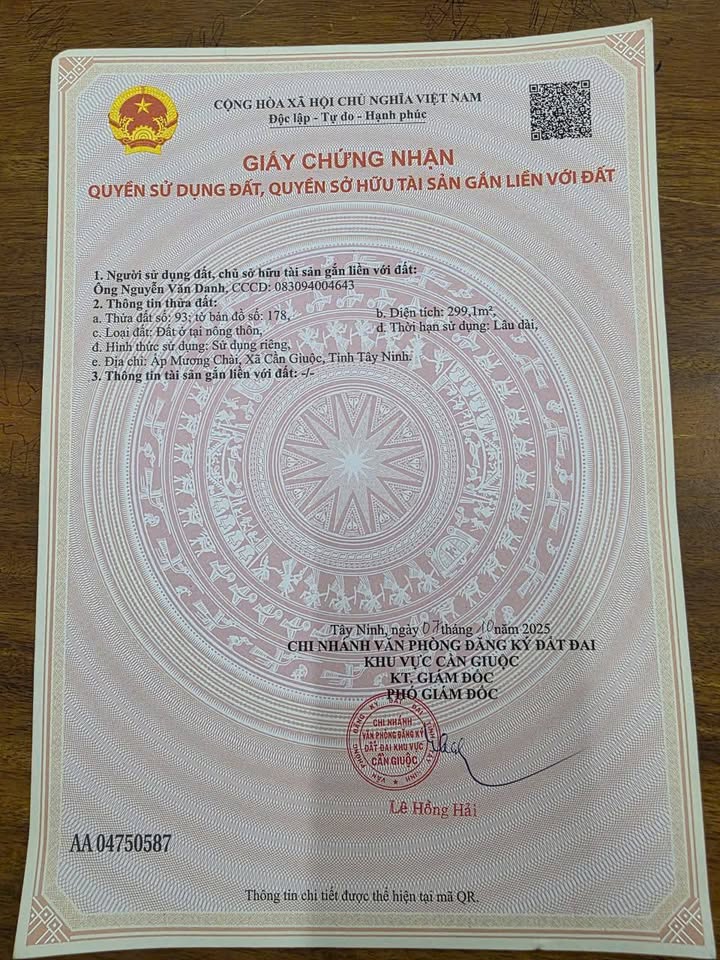 CỘNG HÒA XÃ HỘI CHỦ NGHĨA VIỆT NAM
Độc lập - Tự do - Hạnh phúc
GIẤY CHỨNG NHẬN
QUYỀN SỬ DỤNG ĐẤT, QUYỀN SỞ HỮU TÀI SẢN GẮN LIỀN VỚI ĐẤT
1. Người sử dụng đất, chủ sở hữu tài sản gắn liền với đất:
Ông Nguyễn Văn Danh, CCCD: 083094004643
2. Thông tin thửa đất:
a. Thửa đất số: 93; tờ bản đồ số: 178, b. Diện tích: 299,1m²,
c. Loại đất: Đất ở tại nông thôn, d. Thời hạn sử dụng: Lâu dài,
đ. Hình thức sử dụng: Sử dụng riêng,
e. Địa chỉ: Ấp Mương Chài, Xã Cần Giuộc, Tỉnh Tây Ninh.
3. Thông tin tài sản gắn liền với đất: -/-
Tây Ninh, ngày 07 tháng 10 năm 2025
CHI NHÁNH VĂN PHÒNG ĐĂNG KÝ ĐẤT ĐAI
KHU VỰC CẦN GIUỘC
KT. GIÁM ĐỐC
PHÓ GIÁM ĐỐC
CHI NHÁNH
VĂN PHÒNG ĐĂNG KÝ
ĐẤT ĐAI KHU VỰC
CẦN GIUỘC
Lê Hồng Hải
AA 04750587
Thông tin chi tiết được thể hiện tại mã QR.